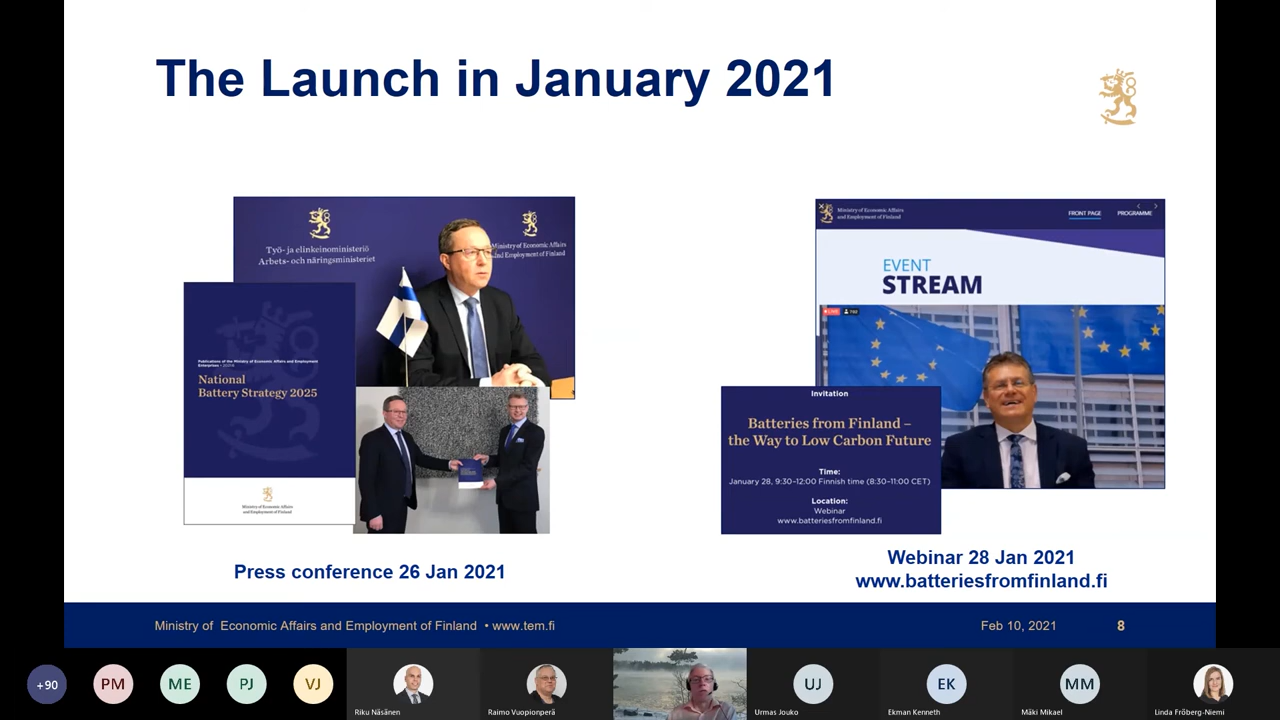 The Launch in January 2021
Työ- ja elinkeinoministeriö
Arbets- och näringsministeriet
Ministry of Economic Affairs
and Employment of Finland
Publications of the Ministry of Economic Affairs and Employment
Enterprises •
National
Battery Strategy 2025
Ministry of Economic Affairs
and Employment of Finland
Press conference 26 Jan 2021
Ministry of Economic Affairs
and Employment of Finland
FRONT PAGE
PROGRAMME
EVENT
STREAM
LIVE
Invitation
Batteries from Finland –
the Way to Low Carbon Future
Time:
January 28, 9:30–12:00 Finnish time (8:30–11:00 CET)
Location:
Webinar
www.batteriesfromfinland.fi
Webinar 28 Jan 2021
www.batteriesfromfinland.fi
Ministry of Economic Affairs and Employment of Finland • www.tem.fi
Feb 10, 2021
8
+90
PM
ME
PJ
VJ
Riku Näsänen
Raimo Vuopionperä
UJ
Urmas Jouko
EK
Ekman Kenneth
MM
Mäki Mikael
Linda Fröberg-Niemi